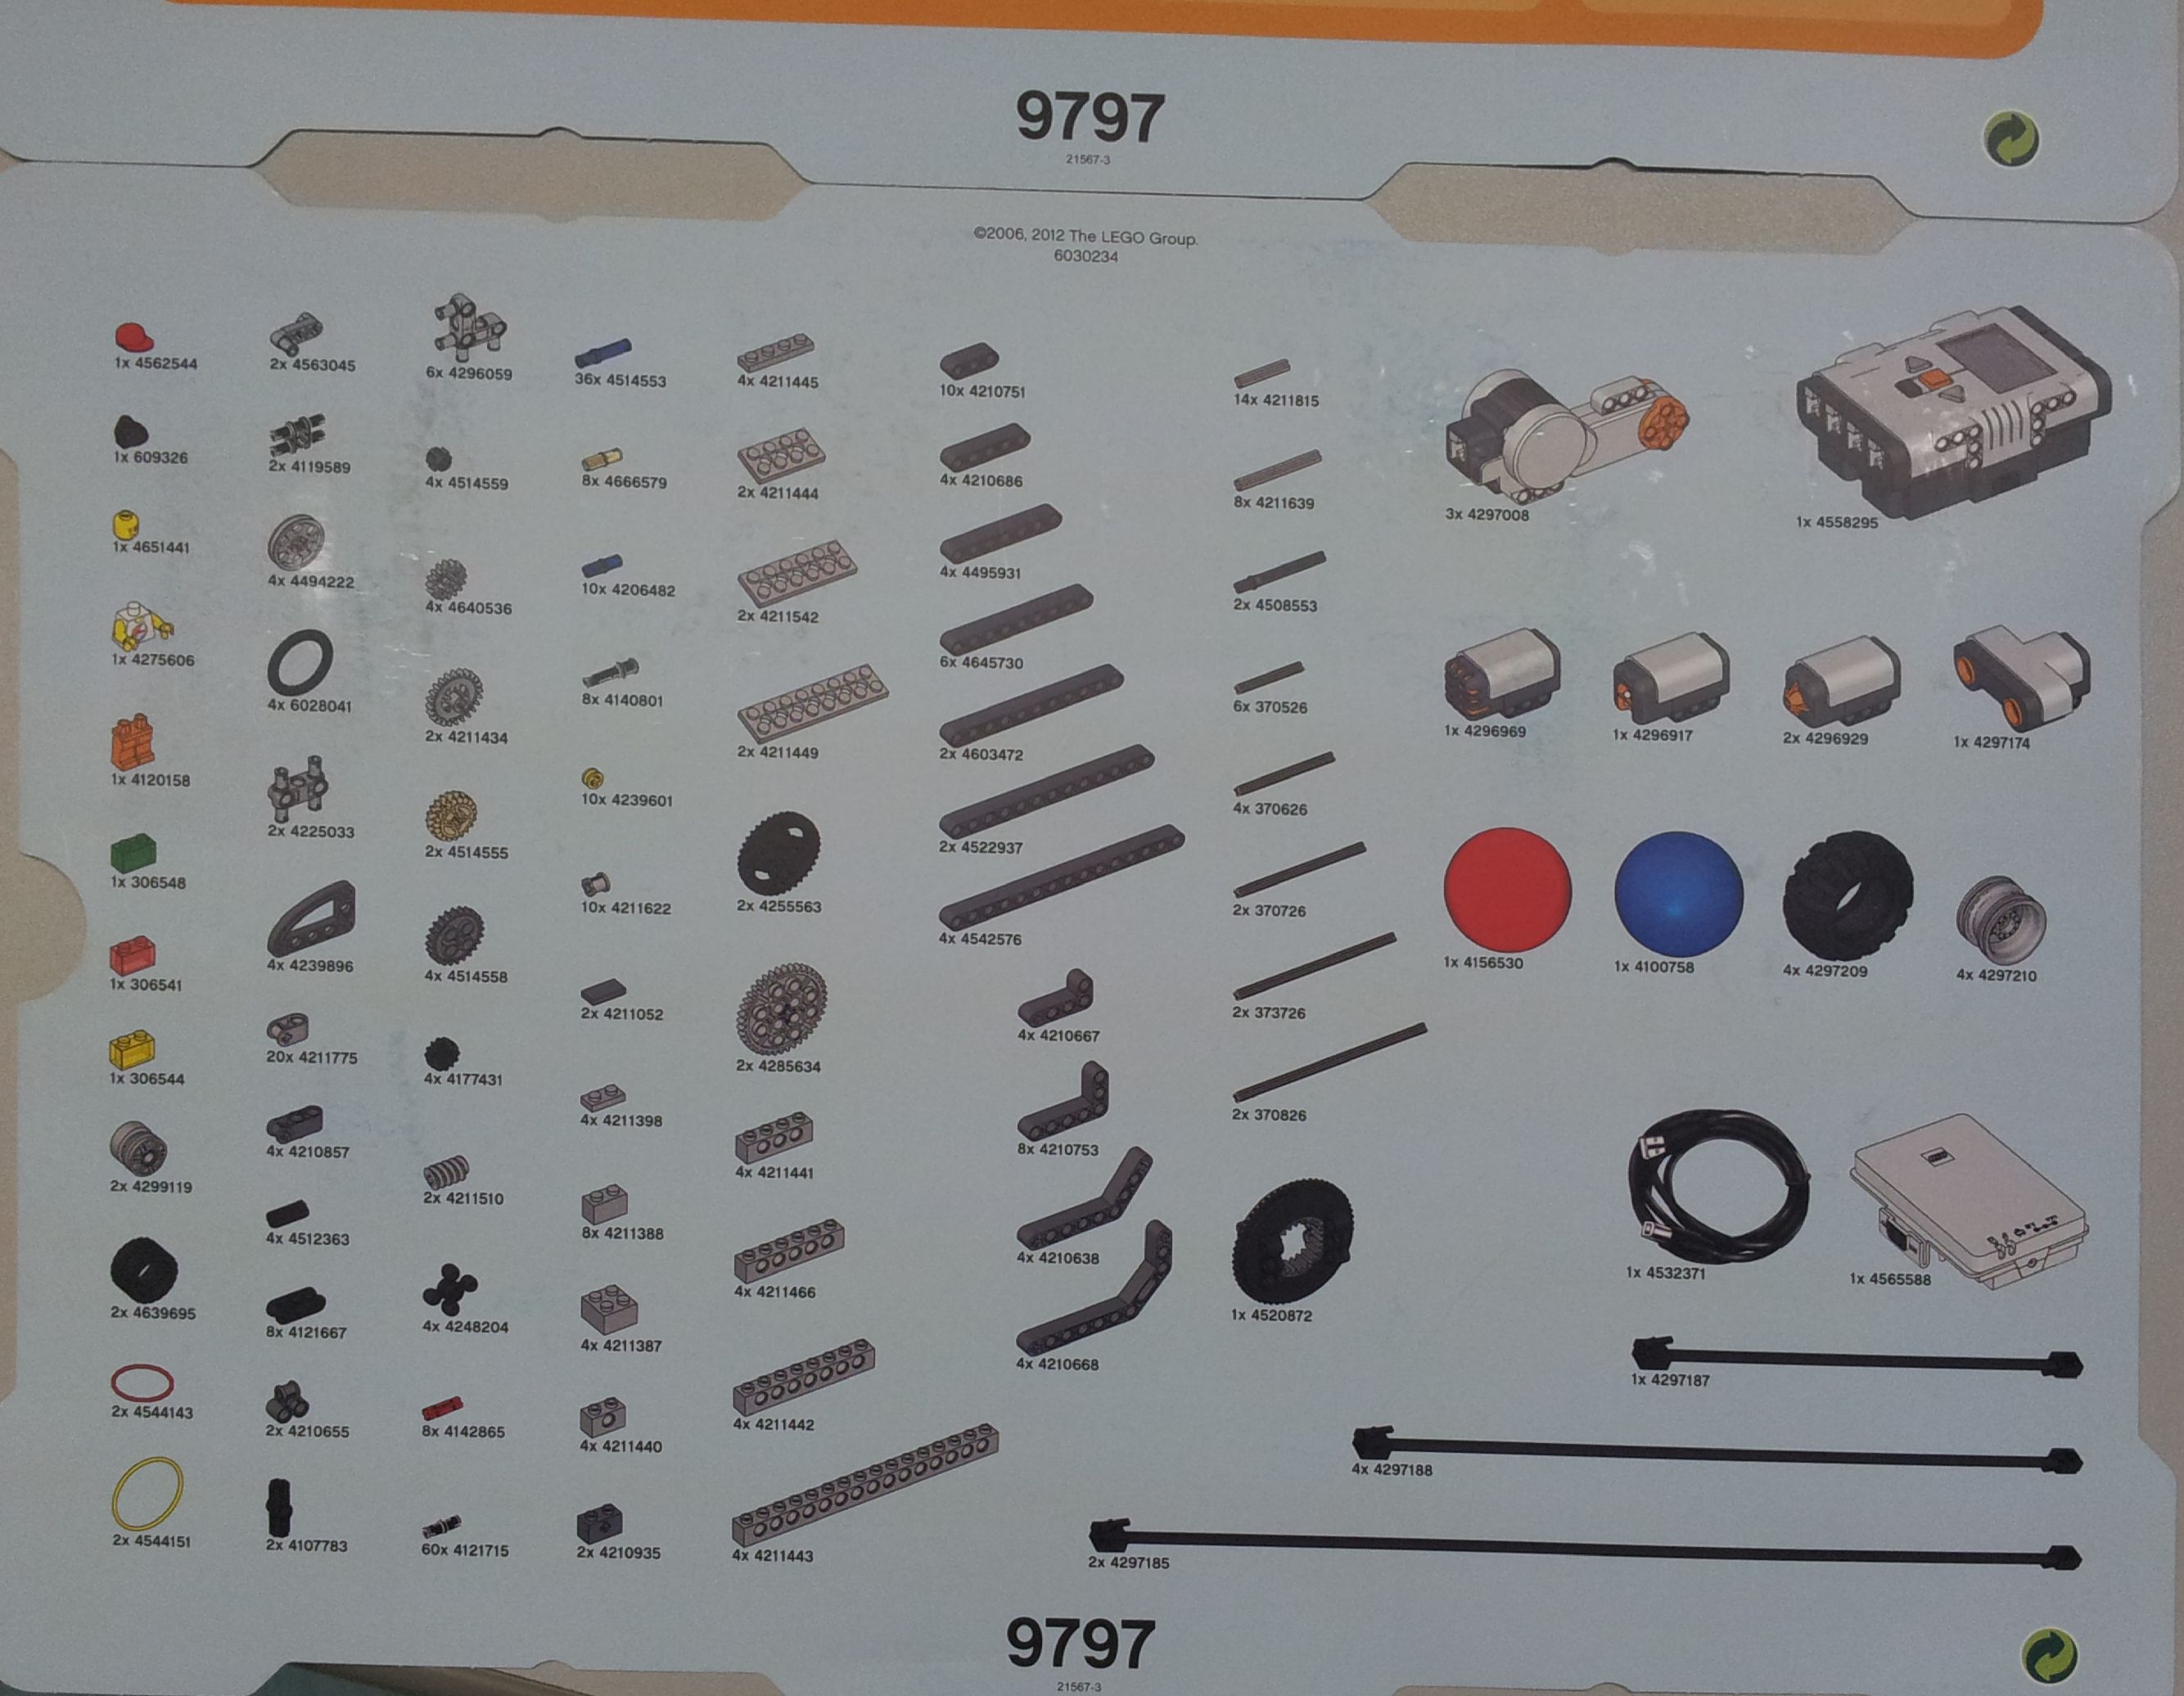 9797
21567-3
©2006, 2012 The LEGO Group.
6030234
1x 4562544
1x 609326
1x 4651441
1x 4275606
1x 4120158
1x 306548
1x 306541
1x 306544
2x 4299119
2x 4639695
2x 4544143
2x 4544151
2x 4563045
2x 4119589
4x 4494222
4x 6028041
2x 4225033
4x 4239896
20x 4211775
4x 4210857
4x 4512363
8x 4121667
2x 4210655
2x 4107783
6x 4296059
4x 4514559
4x 4640536
2x 4211434
2x 4514555
4x 4514558
4x 4177431
2x 4211510
4x 4248204
8x 4142865
60x 4121715
36x 4514553
8x 4666579
10x 4206482
8x 4140801
10x 4239601
10x 4211622
2x 4211052
4x 4211398
8x 4211388
4x 4211387
4x 4211440
2x 4210935
4x 4211445
2x 4211444
2x 4211542
2x 4211449
2x 4255563
2x 4285634
4x 4211441
4x 4211466
4x 4211442
4x 4211443
10x 4210751
4x 4210686
4x 4495931
6x 4645730
2x 4603472
2x 4522937
4x 4542576
4x 4210667
8x 4210753
4x 4210638
4x 4210668
14x 4211815
8x 4211639
2x 4508553
6x 370526
4x 370626
2x 370726
2x 373726
2x 370826
1x 4520872
3x 4297008
1x 4558295
1x 4296969
1x 4296917
2x 4296929
1x 4297174
1x 4156530
1x 4100758
4x 4297209
4x 4297210
1x 4532371
1x 4565588
1x 4297187
4x 4297188
2x 4297185
9797
21567-3